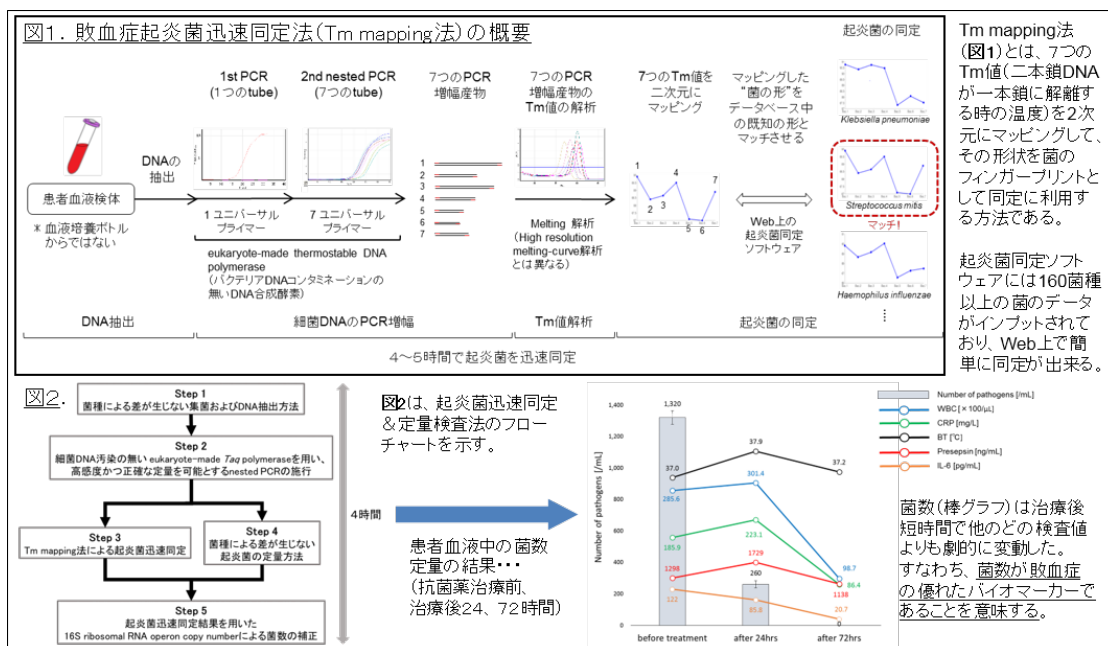 図1. 敗血症起炎菌迅速同定法(Tm mapping法)の概要
起炎菌の同定
1st PCR
(1つのtube)
2nd nested PCR
(7つのtube)
7つのPCR
増幅産物
7つのPCR
増幅産物の
Tm値の解析
7つのTm値を
二次元に
マッピング
マッピングした
“菌の形”を
データベース中
の既知の形と
マッチさせる
Klebsiella pneumoniae
DNAの
抽出
患者血液検体
* 血液培養ボトル
からではない
1 ユニバーサル
プライマー
7 ユニバーサル
プライマー
eukaryote-made thermostable DNA
polymerase
(バクテリアDNAコンタミネーションの
無いDNA合成酵素)
1
2
3
4
5
6
7
Melting 解析
(High resolution
melting-curve解析
とは異なる)
1
2
3
4
5
6
7
Web上の
起炎菌同定
ソフトウェア
Streptococcus mitis
マッチ!
Haemophilus influenzae
⋮
DNA抽出
細菌DNAのPCR増幅
Tm値解析
起炎菌の同定
4~5時間で起炎菌を迅速同定
Tm mapping法
(図1)とは、7つの
Tm値(二本鎖DNA
が一本鎖に解離す
る時の温度)を2次
元にマッピングして、
その形状を菌の
フィンガープリントと
して同定に利用す
る方法である。
起炎菌同定ソフト
ウェアには160菌種
以上の菌のデータ
がインプットされて
おり、Web上で簡
単に同定が出来る。
図2.
Step 1
菌種による差が生じない集菌およびDNA抽出方法
Step 2
細菌DNA汚染の無い eukaryote-made Taq polymeraseを用い、
高感度かつ正確な定量を可能とするnested PCRの施行
Step 3
Tm mapping法による起炎菌迅速同定
Step 4
菌種による差が生じない
起炎菌の定量方法
Step 5
起炎菌迅速同定結果を用いた
16S ribosomal RNA operon copy numberによる菌数の補正
4時間
図2は、起炎菌迅速同定
&定量検査法のフロー
チャートを示す。
患者血液中の菌数
定量の結果・・・
(抗菌薬治療前、
治療後24、72時間)
Number of pathogens [/mL]
1,400
1,200
1,000
800
600
400
200
0
1,320
37.0
37.9
37.2
285.6
301.4
98.7
185.9
223.1
86.4
1298
1729
1138
260
122
85.8
20.7
0
before treatment
after 24hrs
after 72hrs
Number of pathogens [/mL]
WBC [×100/μL]
CRP [mg/L]
BT [℃]
Presepsin [ng/mL]
IL-6 [pg/mL]
菌数(棒グラフ)は治療後
短時間で他のどの検査値
よりも劇的に変動した。
すなわち、菌数が敗血症
の優れたバイオマーカーで
あることを意味する。